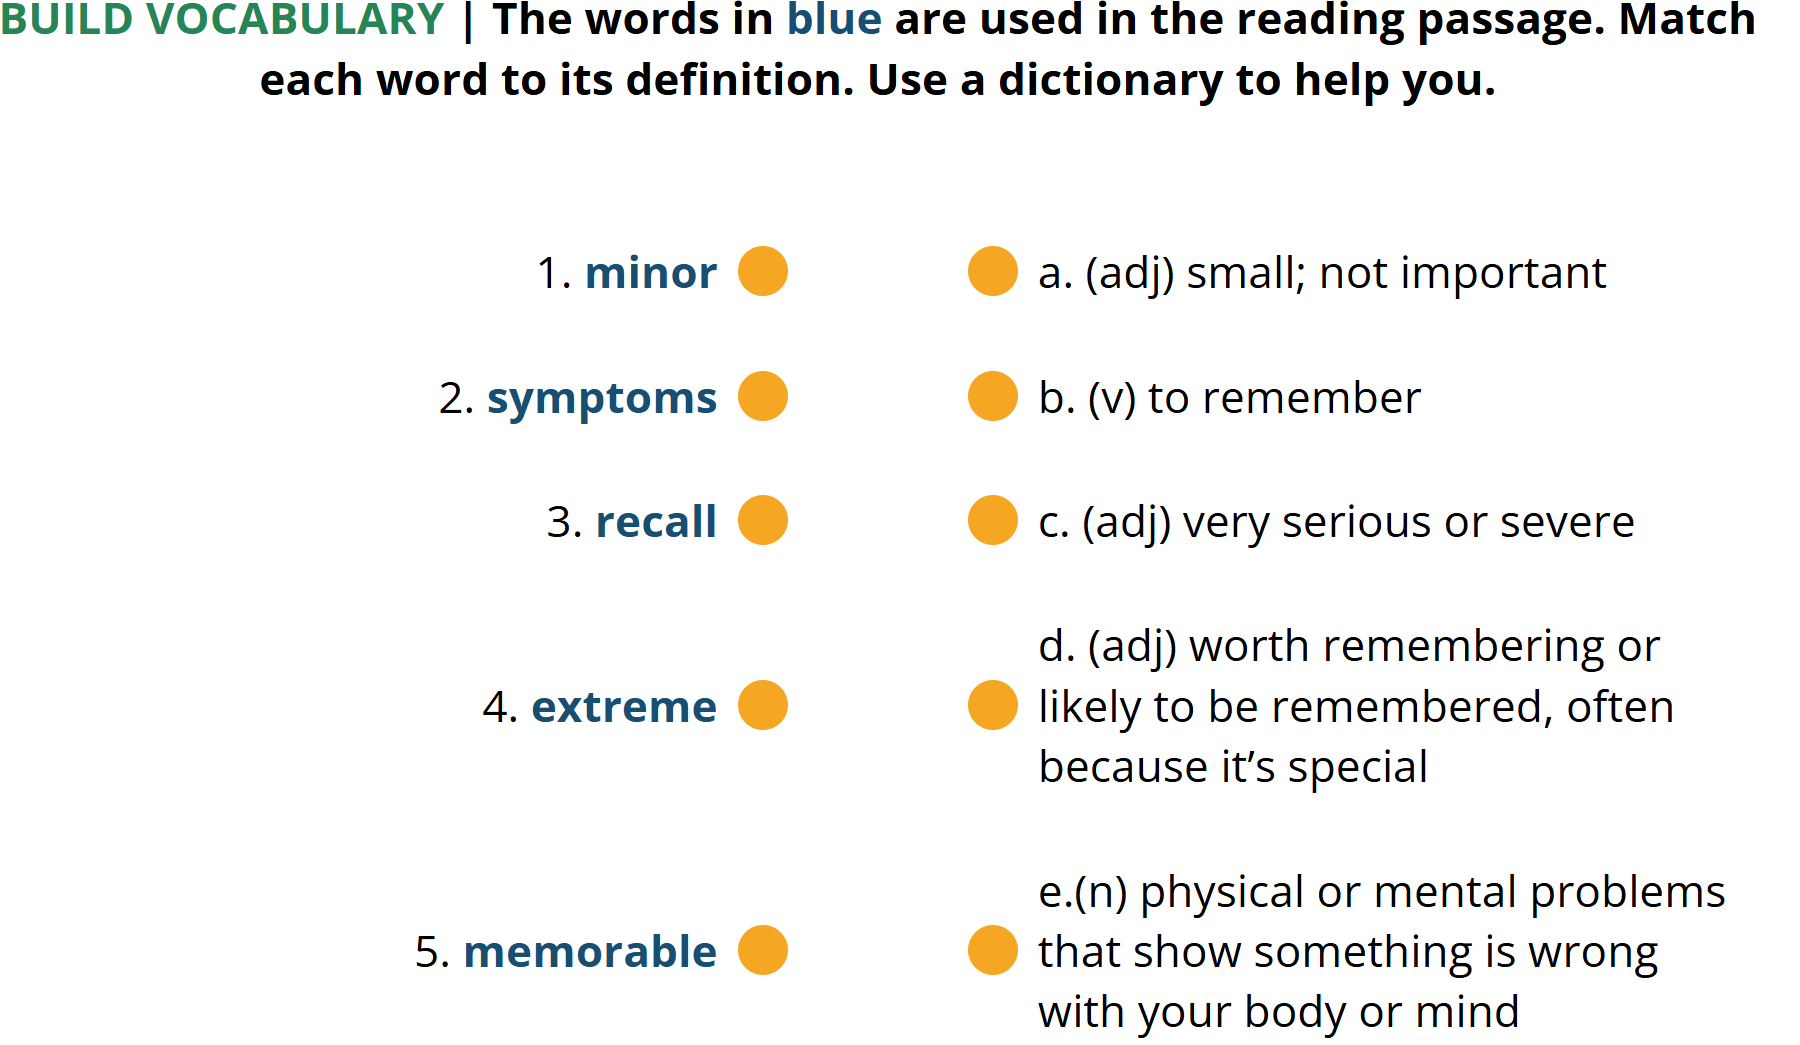 BUILD VOCABULARY | The words in blue are used in the reading passage. Match
each word to its definition. Use a dictionary to help you.
1. minor
a. (adj) small; not important
2. symptoms
b. (v) to remember
3. recall
c. (adj) very serious or severe
4. extreme
d. (adj) worth remembering or
likely to be remembered, often
because it’s special
5. memorable
e.(n) physical or mental problems
that show something is wrong
with your body or mind